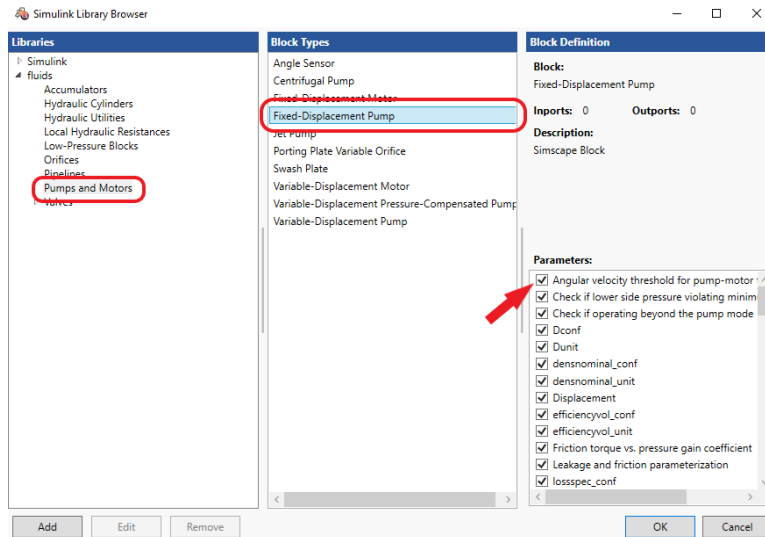 Simulink Library Browser
Libraries
Simulink
fluids
Accumulators
Hydraulic Cylinders
Hydraulic Utilities
Local Hydraulic Resistances
Low-Pressure Blocks
Orifices
Pipelines
Pumps and Motors
Valves
Block Types
Angle Sensor
Centrifugal Pump
Fixed-Displacement Motor
Fixed-Displacement Pump
Jet Pump
Porting Plate Variable Orifice
Swash Plate
Variable-Displacement Motor
Variable-Displacement Pressure-Compensated Pump
Variable-Displacement Pump
Block Definition
Block:
Fixed-Displacement Pump
Inports: 0 Outports: 0
Description:
Simscape Block
Parameters:
Angular velocity threshold for pump-motor
Check if lower side pressure violating minim
Check if operating beyond the pump mode
Dconf
Dunit
densnominal_conf
densnominal_unit
Displacement
efficiencyvol_conf
efficiencyvol_unit
Friction torque vs. pressure gain coefficient
Leakage and friction parameterization
lossspec_conf
Add Edit Remove OK Cancel